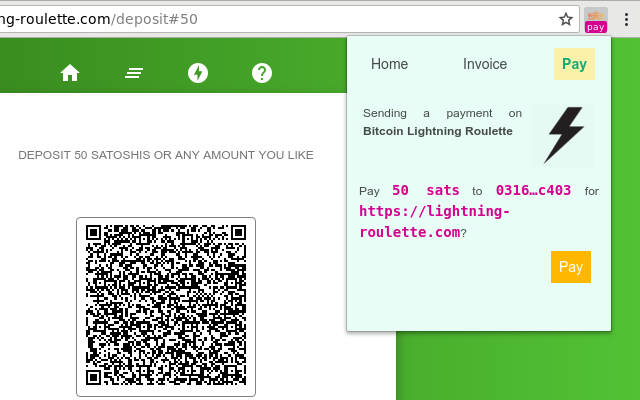 ng-roulette.com/deposit#50
pay
Home Invoice Pay
Sending a payment on
Bitcoin Lightning Roulette
Pay 50 sats to 0316…c403 for
https://lightning-
roulette.com?
Pay
DEPOSIT 50 SATOSHIS OR ANY AMOUNT YOU LIKE